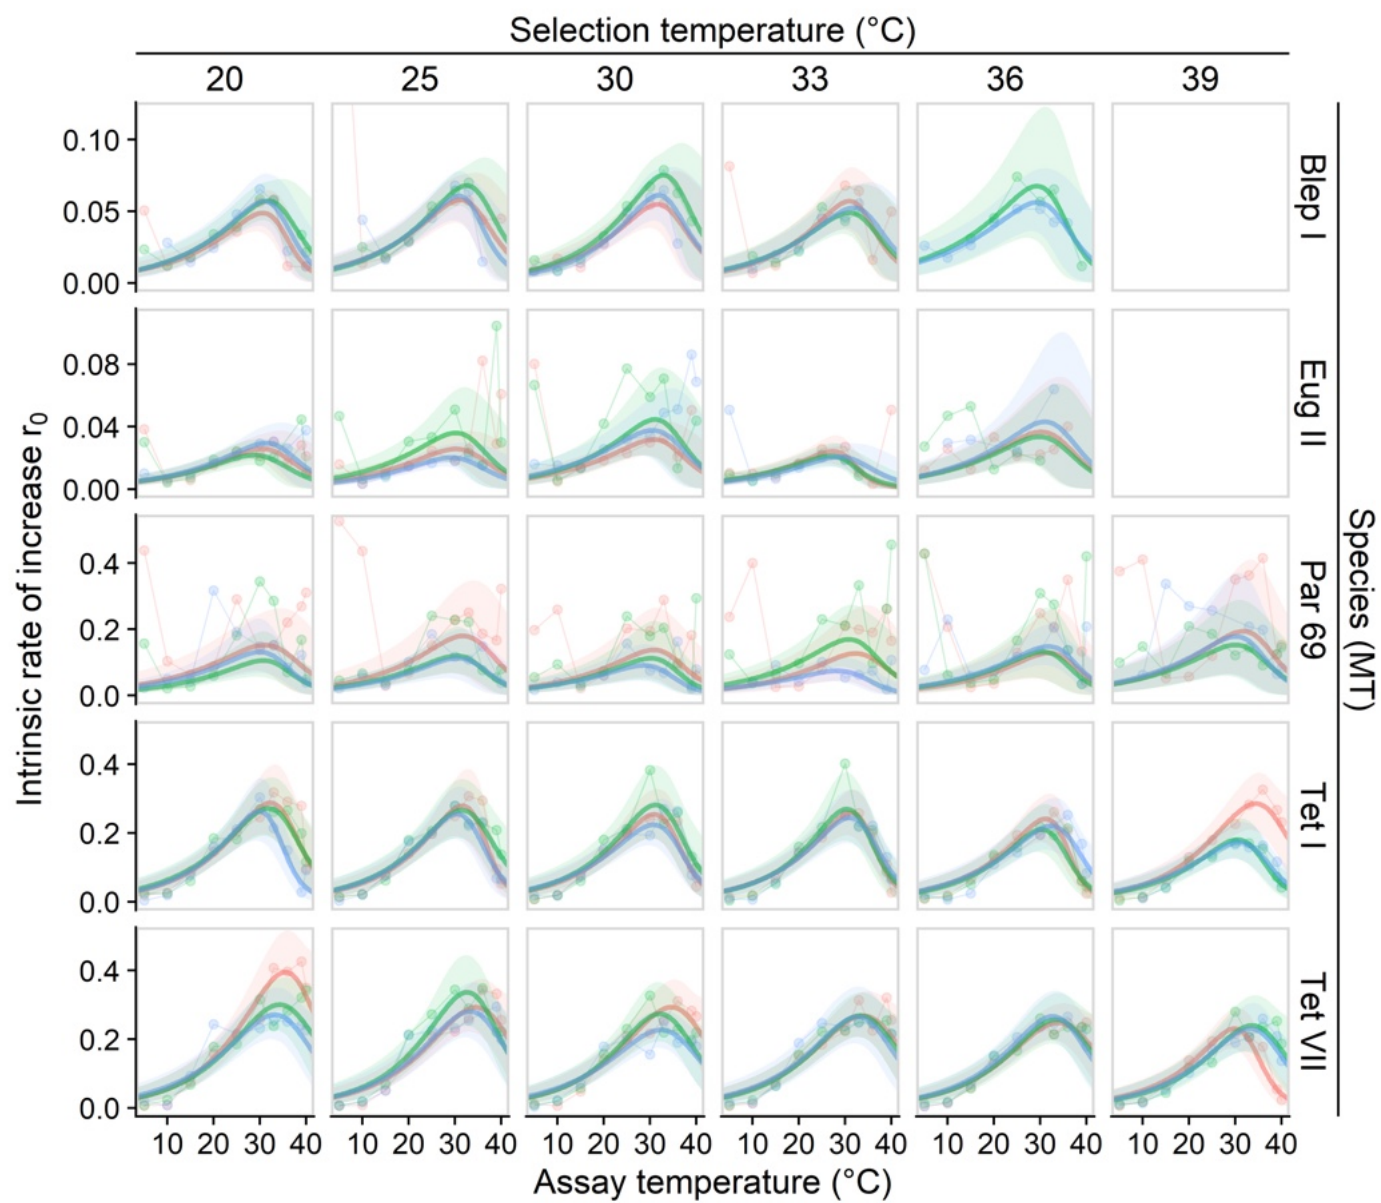 Selection temperature (°C)
20 25 30 33 36 39
0.10
0.05
0.00
Blep I
0.08
0.04
0.00
Eug II
0.4
0.2
0.0
Par 69
0.4
0.2
0.0
Tet I
0.4
0.2
0.0
Tet VII
10 20 30 40 10 20 30 40 10 20 30 40 10 20 30 40 10 20 30 40 10 20 30 40
Assay temperature (°C)
Intrinsic rate of increase r₀
Species (MT)